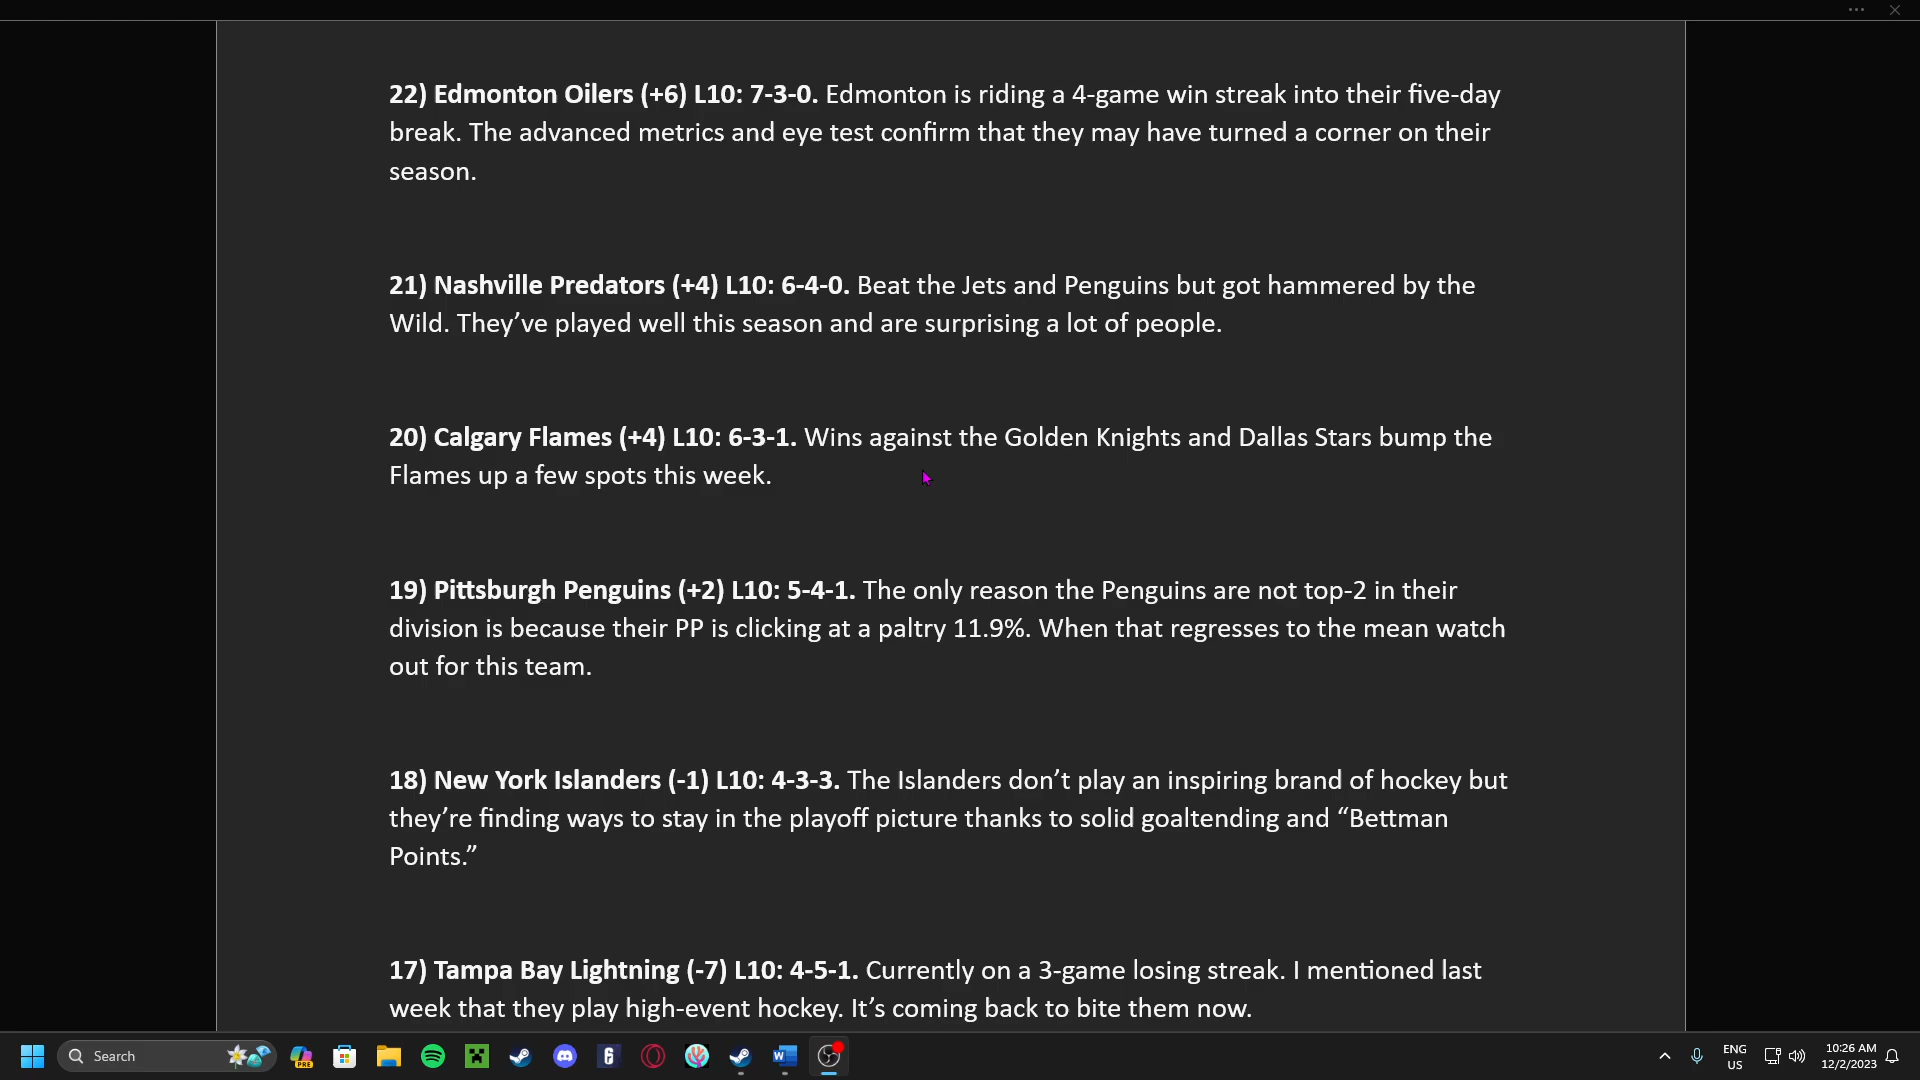 22) Edmonton Oilers (+6) L10: 7-3-0. Edmonton is riding a 4-game win streak into their five-day
break. The advanced metrics and eye test confirm that they may have turned a corner on their
season.
21) Nashville Predators (+4) L10: 6-4-0. Beat the Jets and Penguins but got hammered by the
Wild. They’ve played well this season and are surprising a lot of people.
20) Calgary Flames (+4) L10: 6-3-1. Wins against the Golden Knights and Dallas Stars bump the
Flames up a few spots this week.
19) Pittsburgh Penguins (+2) L10: 5-4-1. The only reason the Penguins are not top-2 in their
division is because their PP is clicking at a paltry 11.9%. When that regresses to the mean watch
out for this team.
18) New York Islanders (-1) L10: 4-3-3. The Islanders don’t play an inspiring brand of hockey but
they’re finding ways to stay in the playoff picture thanks to solid goaltending and “Bettman
Points.”
17) Tampa Bay Lightning (-7) L10: 4-5-1. Currently on a 3-game losing streak. I mentioned last
week that they play high-event hockey. It’s coming back to bite them now.
Search
PRE
ENG
US
10:26 AM
12/2/2023